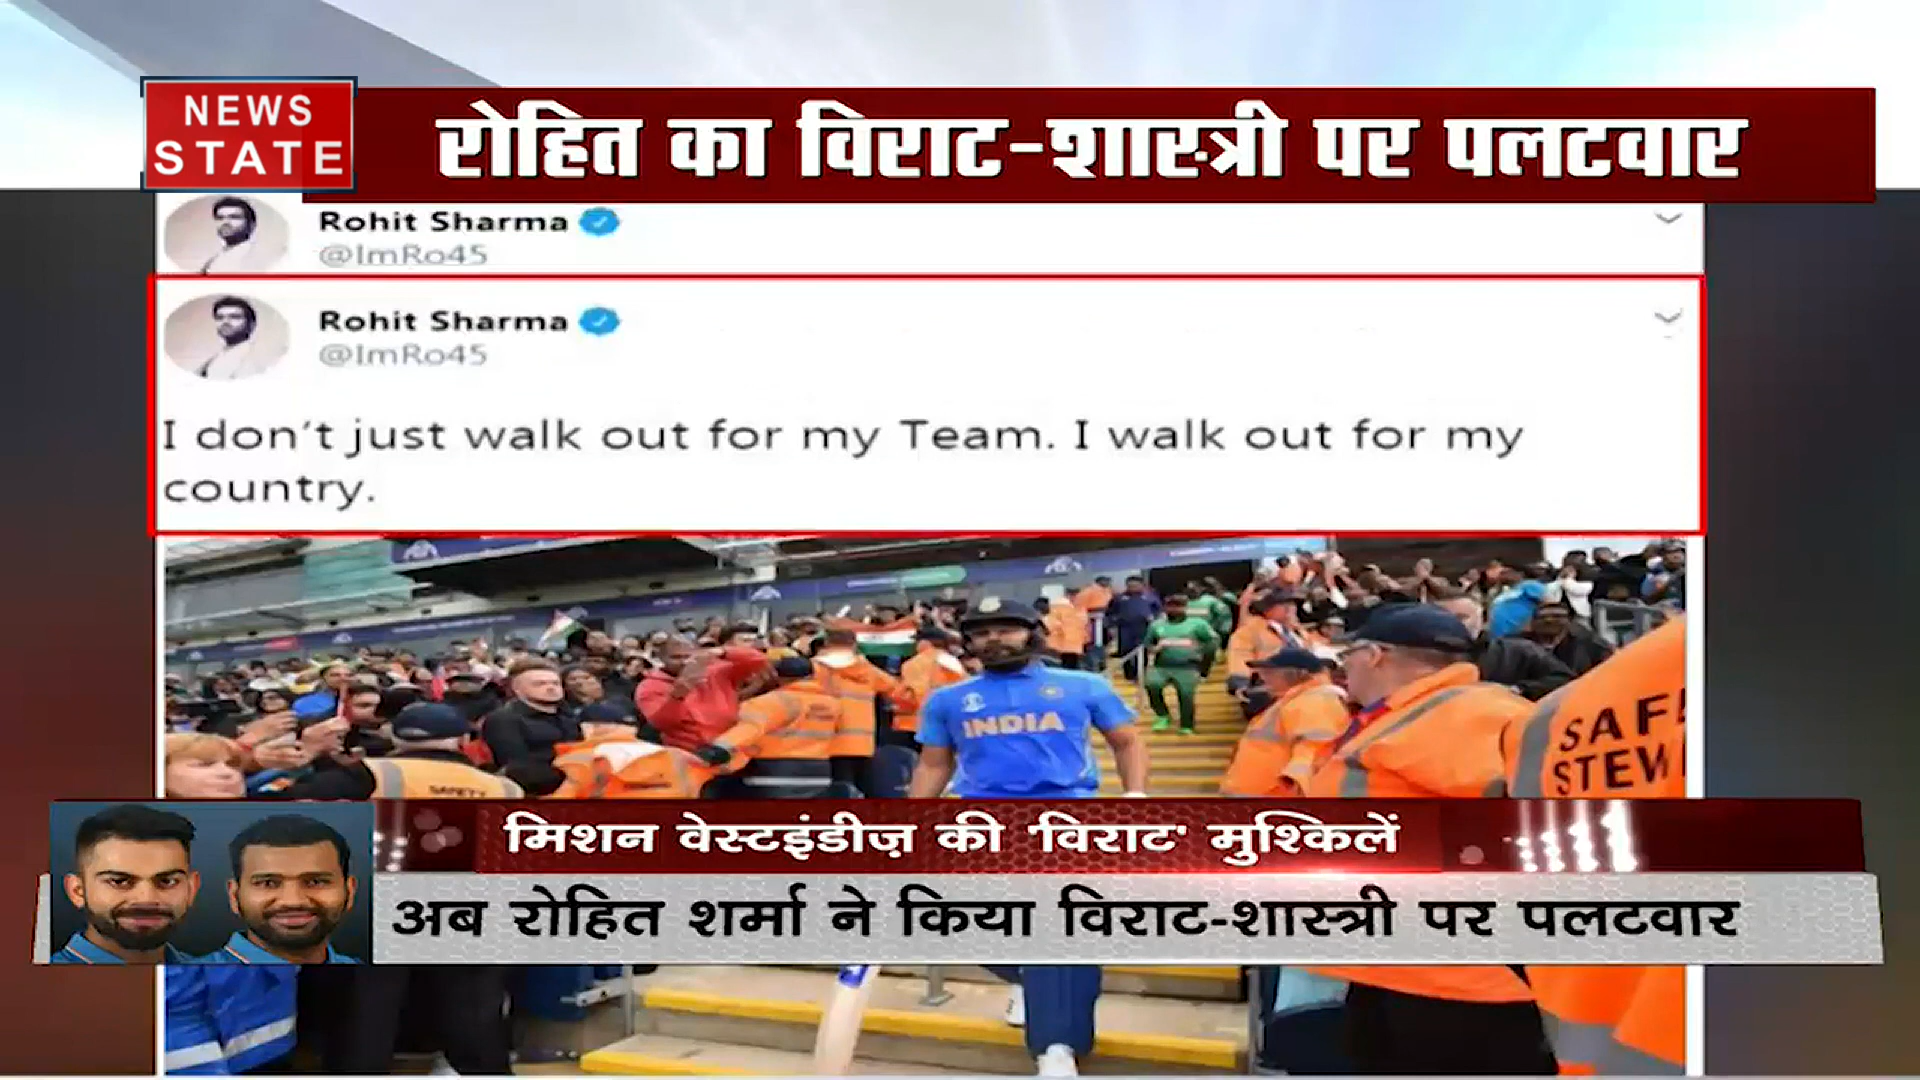 NEWS
STATE
रोहित का विराट-शास्त्री पर पलटवार
Rohit Sharma
@ImRo45
Rohit Sharma
@ImRo45
I don't just walk out for my Team. I walk out for my
country.
INDIA
SAFETY
STEW
मिशन वेस्टइंडीज़ की 'विराट' मुश्किलें
अब रोहित शर्मा ने किया विराट-शास्त्री पर पलटवार